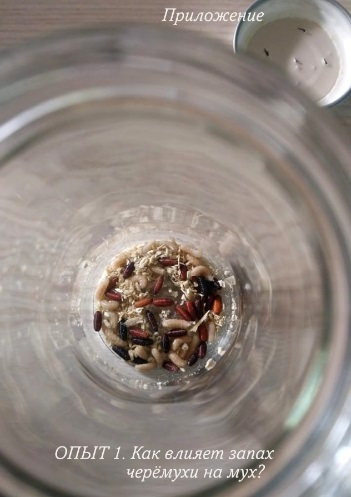 Приложение
ОПЫТ 1. Как влияет запах
черёмухи на мух?